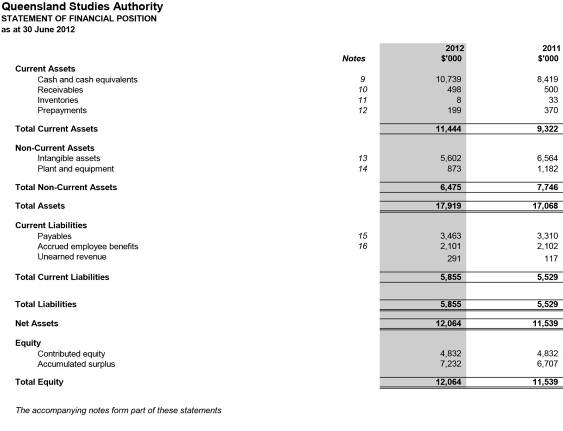 Queensland Studies Authority
STATEMENT OF FINANCIAL POSITION
as at 30 June 2012
2012 2011
Notes $'000 $'000
Current Assets
Cash and cash equivalents 9 10,739 8,419
Receivables 10 498 500
Inventories 11 8 33
Prepayments 12 199 370
Total Current Assets 11,444 9,322
Non-Current Assets
Intangible assets 13 5,602 6,564
Plant and equipment 14 873 1,182
Total Non-Current Assets 6,475 7,746
Total Assets 17,919 17,068
Current Liabilities
Payables 15 3,463 3,310
Accrued employee benefits 16 2,101 2,102
Unearned revenue 291 117
Total Current Liabilities 5,855 5,529
Total Liabilities 5,855 5,529
Net Assets 12,064 11,539
Equity
Contributed equity 4,832 4,832
Accumulated surplus 7,232 6,707
Total Equity 12,064 11,539
The accompanying notes form part of these statements